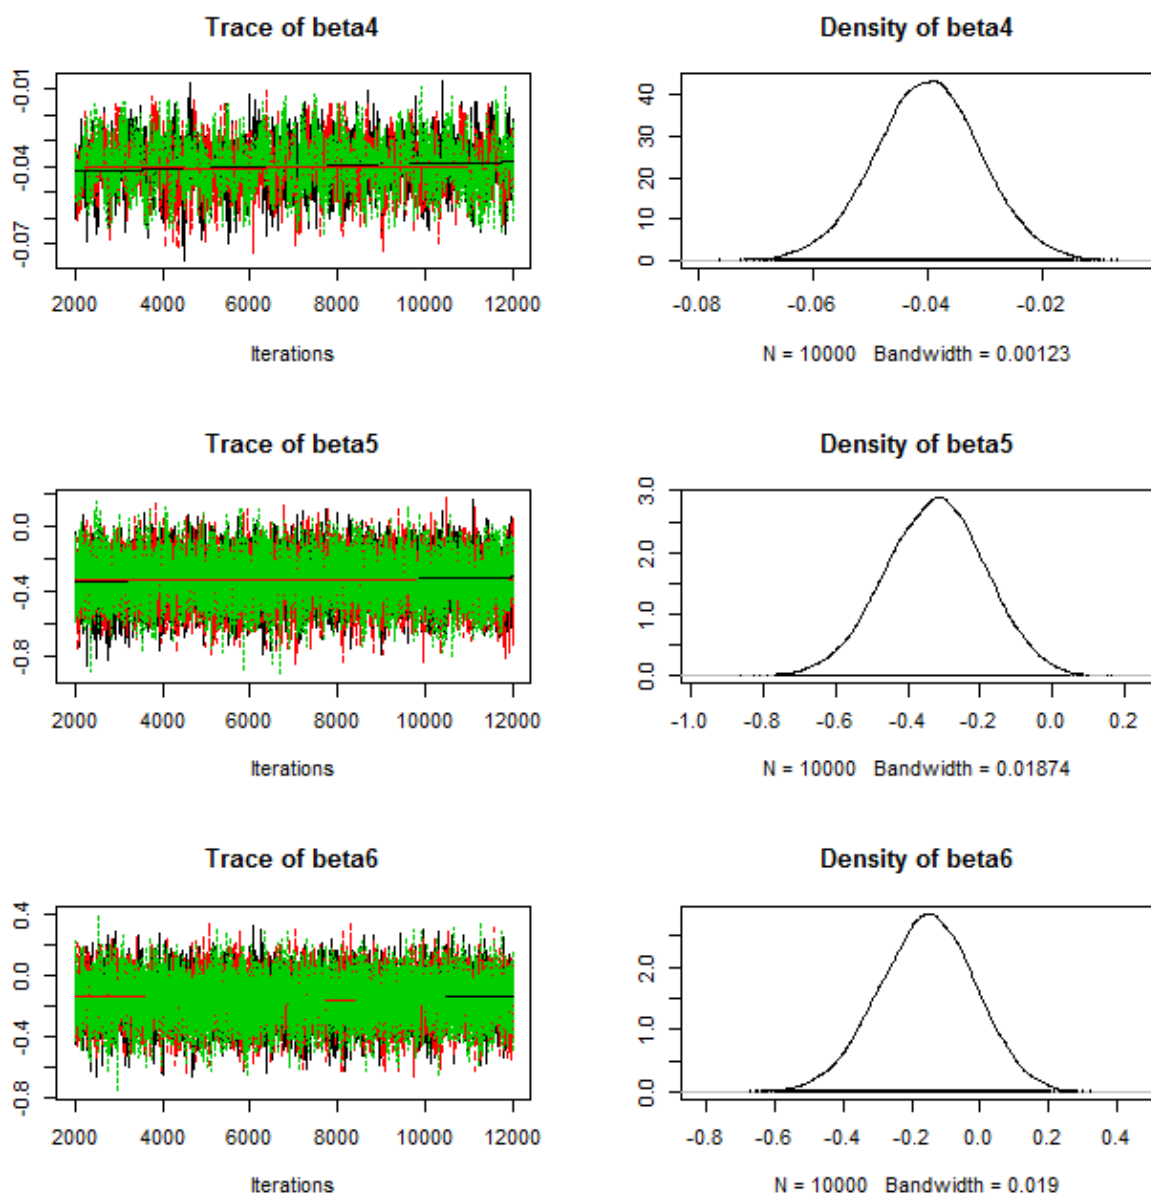 Trace of beta4
-0.01
-0.04
-0.07
2000 4000 6000 8000 10000 12000
Iterations
Density of beta4
40
30
20
10
0
-0.08 -0.06 -0.04 -0.02
N = 10000 Bandwidth = 0.00123
Trace of beta5
0.0
-0.4
-0.8
2000 4000 6000 8000 10000 12000
Iterations
Density of beta5
3.0
2.0
1.0
0.0
-1.0 -0.8 -0.6 -0.4 -0.2 0.0 0.2
N = 10000 Bandwidth = 0.01874
Trace of beta6
0.4
0.0
-0.4
-0.8
2000 4000 6000 8000 10000 12000
Iterations
Density of beta6
2.0
1.0
0.0
-0.8 -0.6 -0.4 -0.2 0.0 0.2 0.4
N = 10000 Bandwidth = 0.019